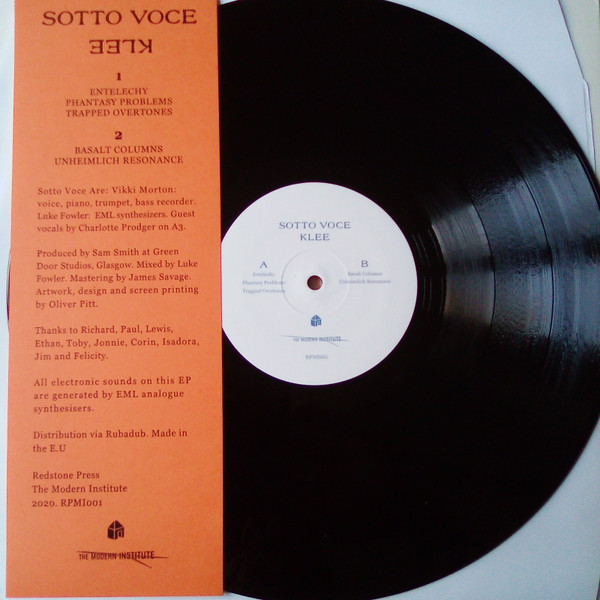 SOTTO VOCE
KLEE
1
ENTELECHY
PHANTASY PROBLEMS
TRAPPED OVERTONES
2
BASALT COLUMNS
UNHEIMLICH RESONANCE
Sotto Voce Are: Vikki Morton:
voice, piano, trumpet, bass recorder.
Luke Fowler: EML synthesizers. Guest
vocals by Charlotte Prodger on A3.
Produced by Sam Smith at Green
Door Studios, Glasgow. Mixed by Luke
Fowler. Mastering by James Savage.
Artwork, design and screen printing
by Oliver Pitt.
Thanks to Richard, Paul, Lewis,
Ethan, Toby, Jonnie, Corin, Isadora,
Jim and Felicity.
All electronic sounds on this EP
are generated by EML analogue
synthesisers.
Distribution via Rubadub. Made in
the E.U
Redstone Press
The Modern Institute
2020. RPMI001
THE MODERN INSTITUTE
SOTTO VOCE
KLEE
A
Entelechy
Phantasy Problems
Trapped Overtones
B
Basalt Columns
Unheimlich Resonance
THE MODERN INSTITUTE
RPMI001